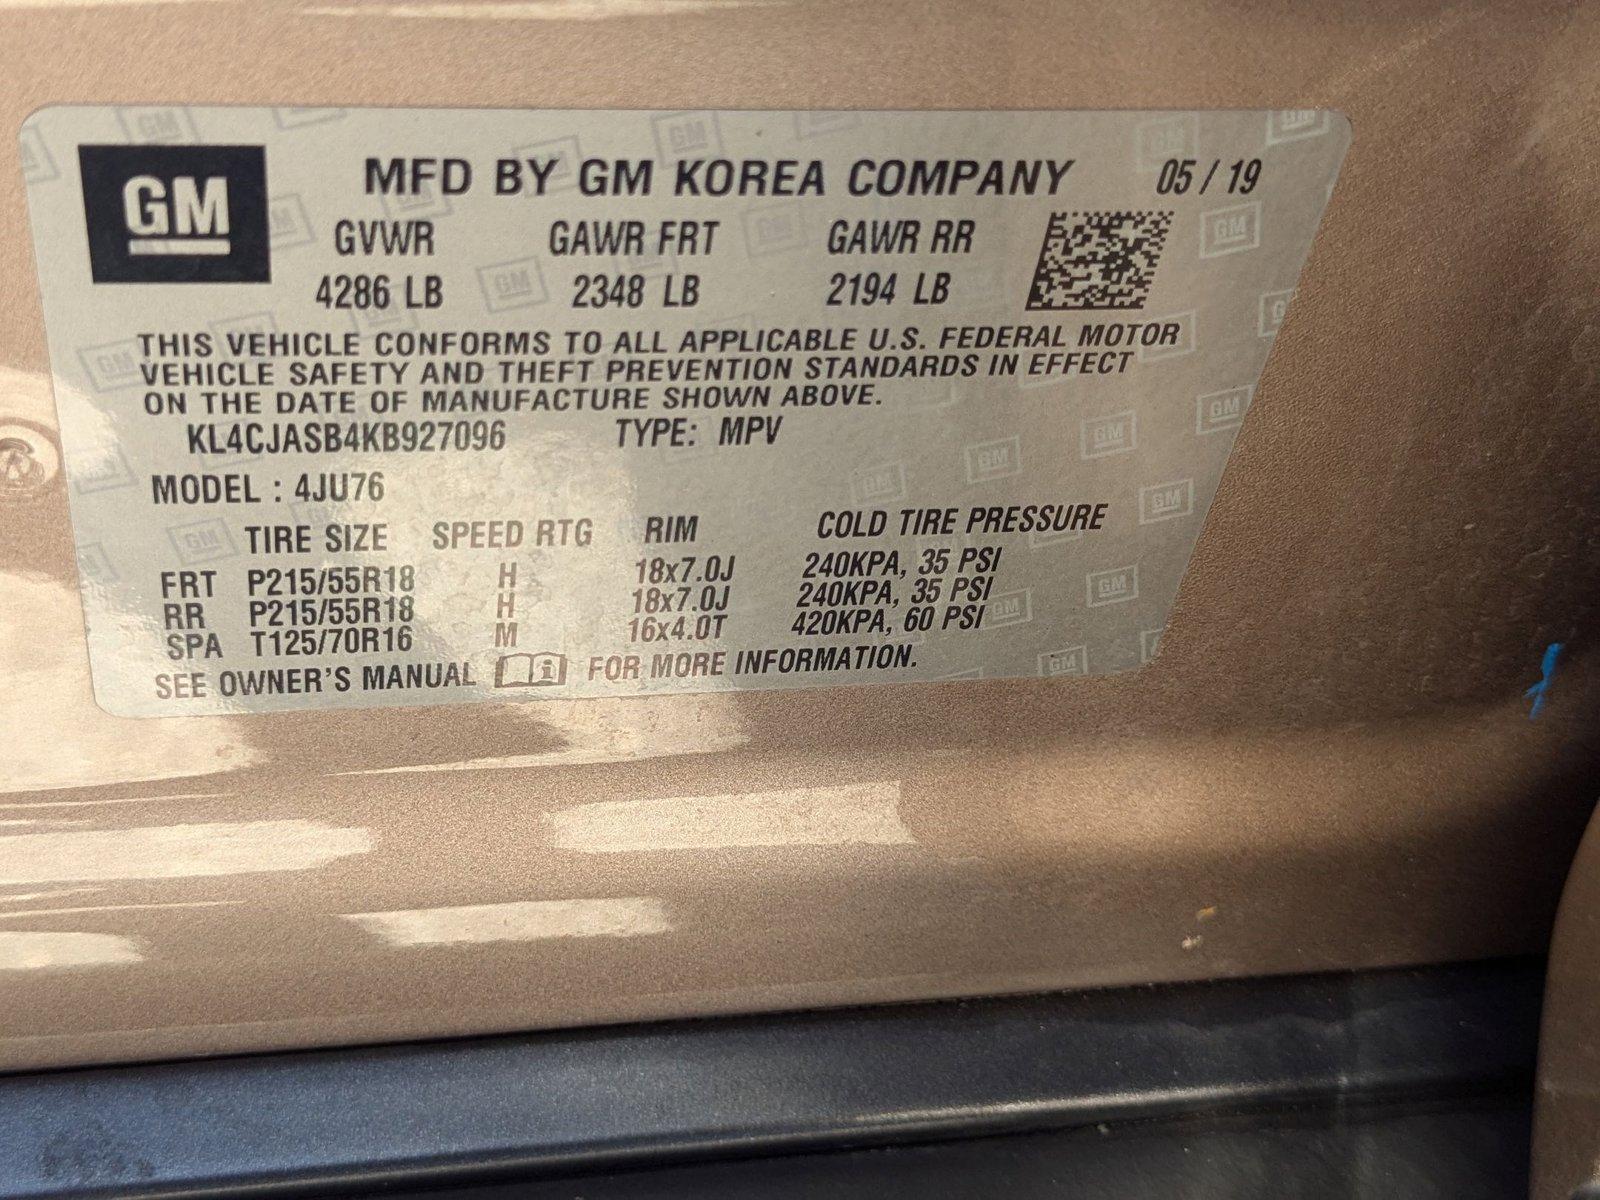 GM
MFD BY GM KOREA COMPANY 05 / 19
GVWR GAWR FRT GAWR RR
4286 LB 2348 LB 2194 LB
THIS VEHICLE CONFORMS TO ALL APPLICABLE U.S. FEDERAL MOTOR
VEHICLE SAFETY AND THEFT PREVENTION STANDARDS IN EFFECT
ON THE DATE OF MANUFACTURE SHOWN ABOVE.
KL4CJASB4KB927096 TYPE: MPV
MODEL : 4JU76
TIRE SIZE SPEED RTG RIM COLD TIRE PRESSURE
FRT P215/55R18 H 18x7.0J 240KPA, 35 PSI
RR P215/55R18 H 18x7.0J 240KPA, 35 PSI
SPA T125/70R16 M 16x4.0T 420KPA, 60 PSI
SEE OWNER'S MANUAL FOR MORE INFORMATION.